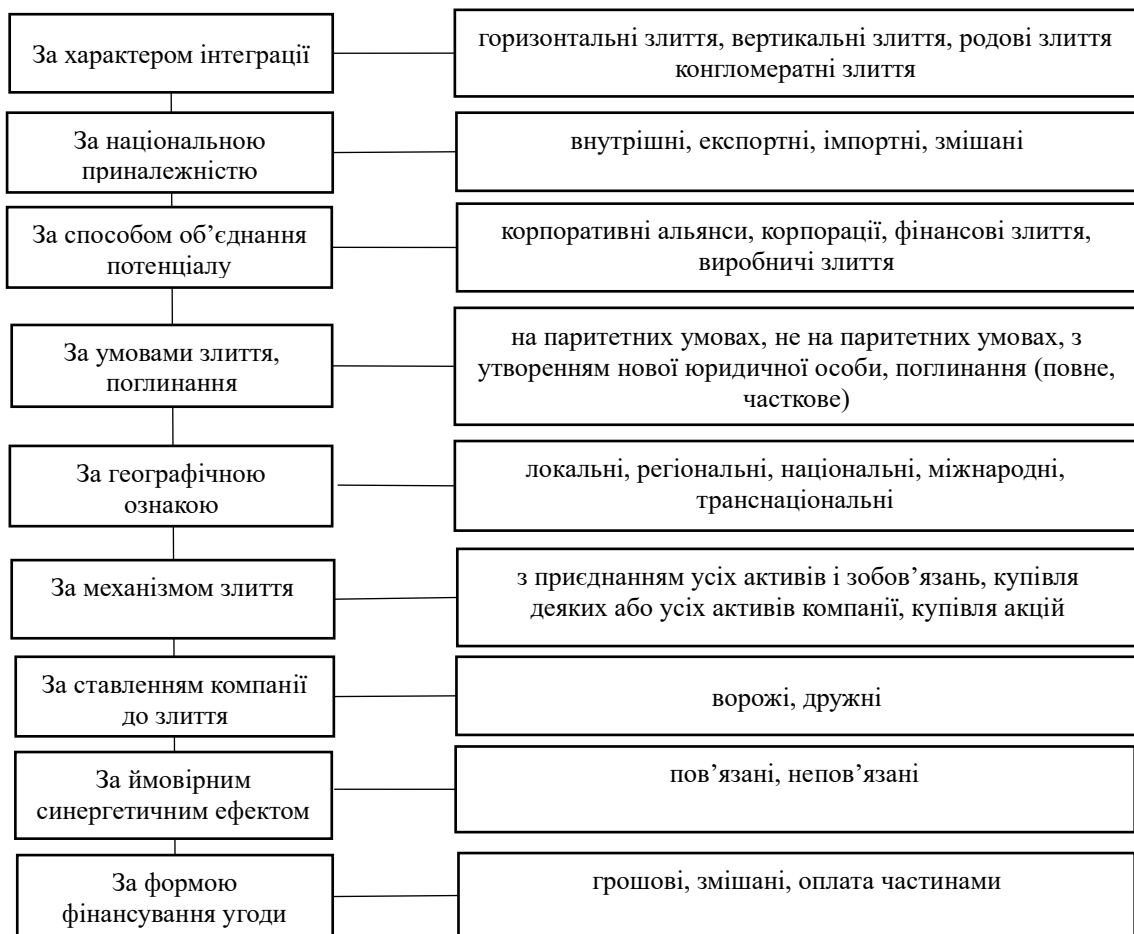 За характером інтеграції
горизонтальні злиття, вертикальні злиття, родові злиття
конгломератні злиття
За національною
приналежністю
внутрішні, експортні, імпортні, змішані
За способом об’єднання
потенціалу
корпоративні альянси, корпорації, фінансові злиття,
виробничі злиття
За умовами злиття,
поглинання
на паритетних умовах, не на паритетних умовах, з
утворенням нової юридичної особи, поглинання (повне,
часткове)
За географічною
ознакою
локальні, регіональні, національні, міжнародні,
транснаціональні
За механізмом злиття
з приєднанням усіх активів і зобов’язань, купівля
деяких або усіх активів компанії, купівля акцій
За ставленням компанії
до злиття
ворожі, дружні
За ймовірним
синергетичним ефектом
пов’язані, непов’язані
За формою
фінансування угоди
грошові, змішані, оплата частинами